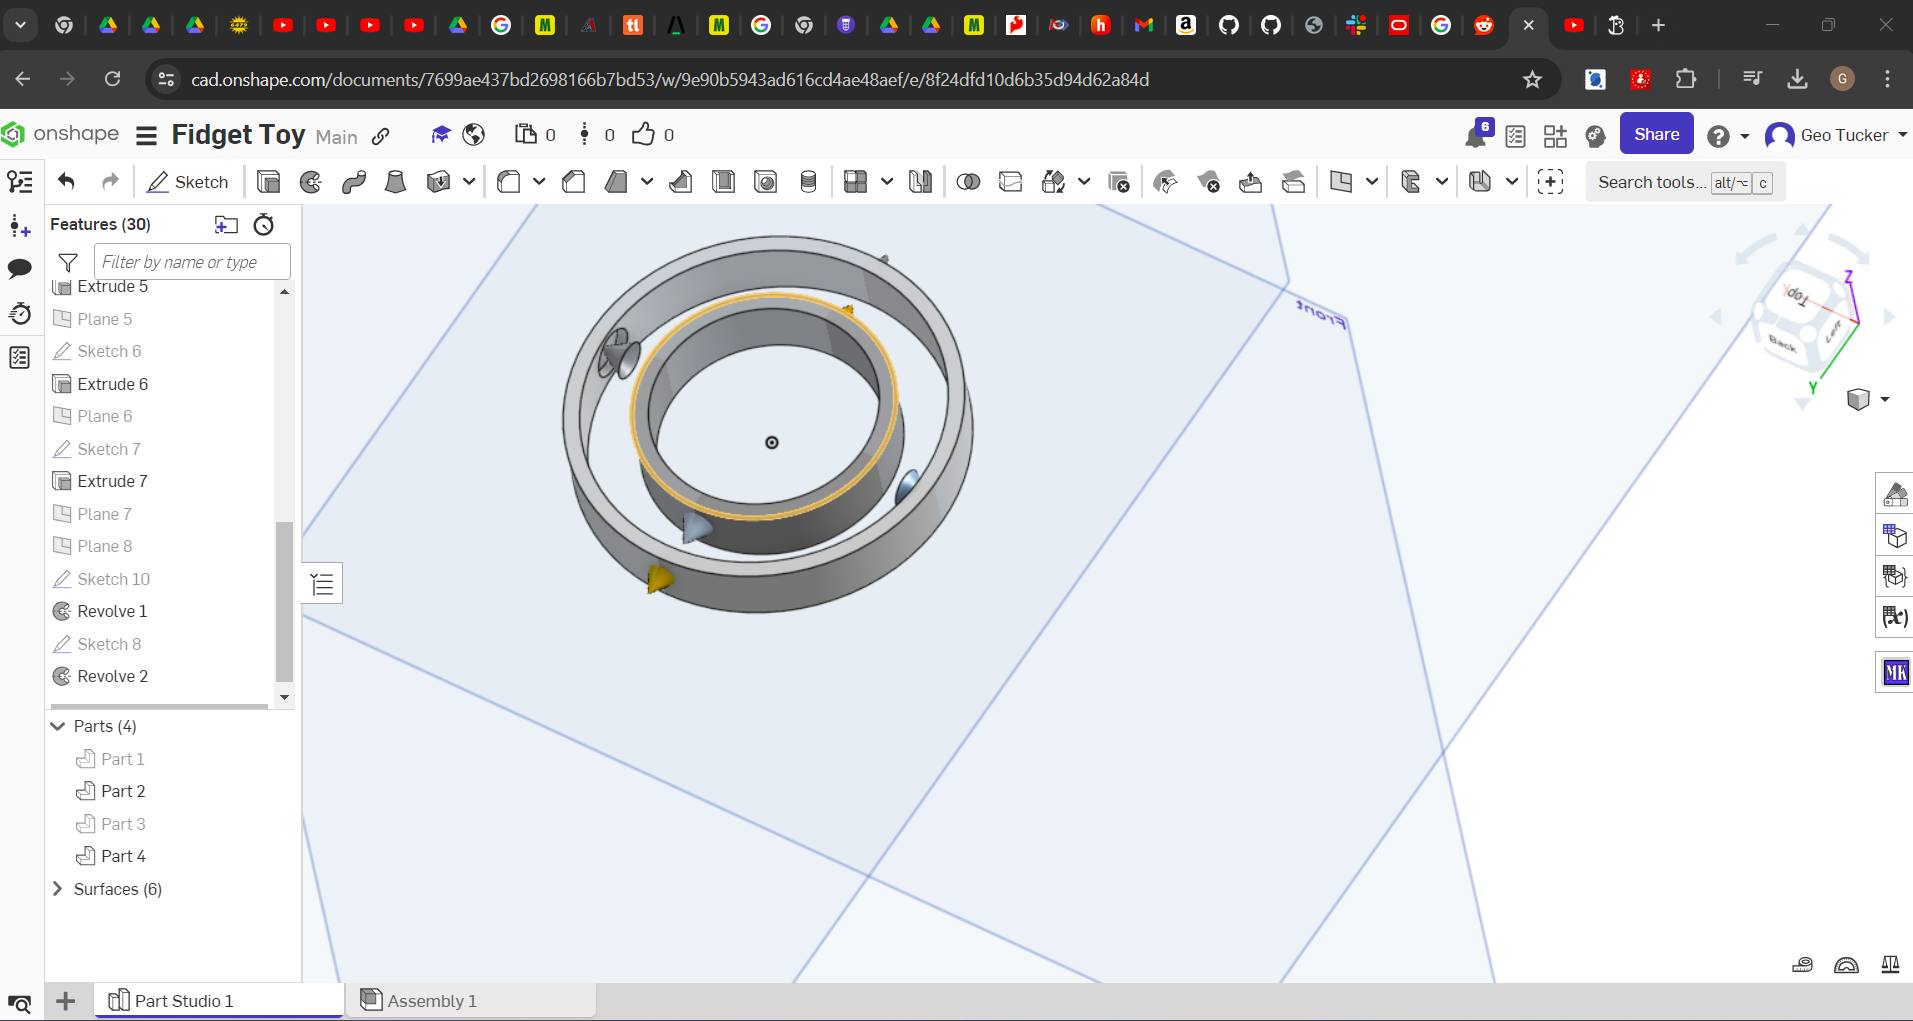 cad.onshape.com/documents/7699ae437bd2698166b7bd53/w/9e90b5943ad616cd4ae48aef/e/8f24dfd10d6b35d94d62a84d
G
onshape Fidget Toy Main 0 0 0
6
Share
Geo Tucker
Sketch
Search tools... alt/⌥ c
Features (30)
Filter by name or type
Extrude 5
Plane 5
Sketch 6
Extrude 6
Plane 6
Sketch 7
Extrude 7
Plane 7
Plane 8
Sketch 10
Revolve 1
Sketch 8
Revolve 2
Parts (4)
Part 1
Part 2
Part 3
Part 4
Surfaces (6)
Front
Z
Top
Back
Left
Y
(x)
MK
Part Studio 1
Assembly 1